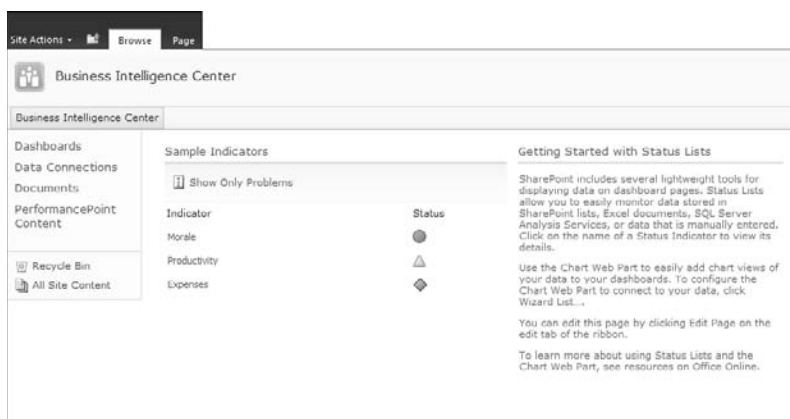 Site Actions
Browse
Page
Business Intelligence Center
Business Intelligence Center
Dashboards
Data Connections
Documents
PerformancePoint
Content
Recycle Bin
All Site Content
Sample Indicators
Show Only Problems
Indicator Status
Morale
Productivity
Expenses
Getting Started with Status Lists
SharePoint includes several lightweight tools for
displaying data on dashboard pages. Status Lists
allow you to easily monitor data stored in
SharePoint lists, Excel documents, SQL Server
Analysis Services, or data that is manually entered.
Click on the name of a Status Indicator to view its
details.
Use the Chart Web Part to easily add chart views of
your data to your dashboards. To configure the
Chart Web Part to connect to your data, click
Wizard List...
You can edit this page by clicking Edit Page on the
edit tab of the ribbon.
To learn more about using Status Lists and the
Chart Web Part, see resources on Office Online.